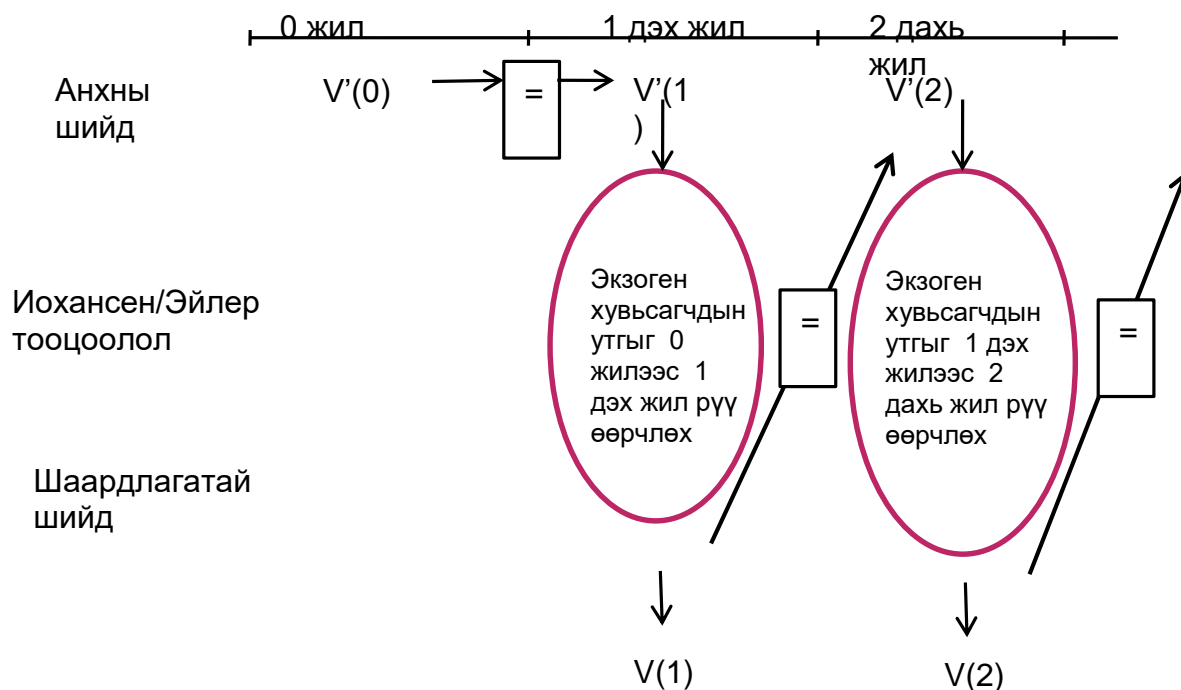 0 жил
1 дэх жил
2 дахь
жил
Анхны
шийд
V’(0)
=
V’(1
)
V’(2)
Иохансен/Эйлер
тооцоолол
Экзоген
хувьсагчдын
утгыг 0
жилээс 1
дэх жил рүү
өөрчлөх
=
Экзоген
хувьсагчдын
утгыг 1 дэх
жилээс 2
дахь жил рүү
өөрчлөх
=
Шаардлагатай
шийд
V(1)
V(2)